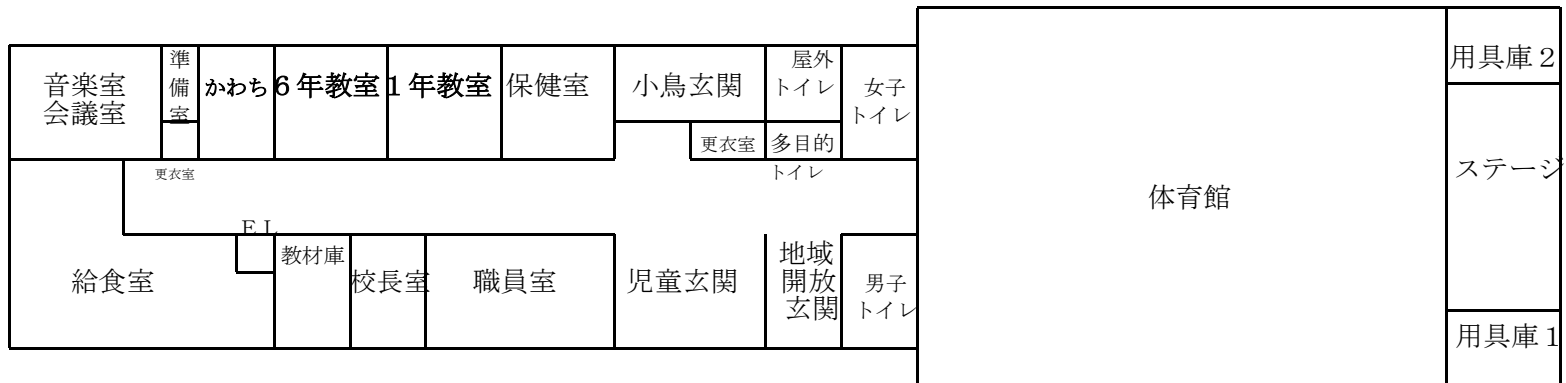 音楽室
会議室
準
備
室
かわち
6年教室
1年教室
保健室
小鳥玄関
屋外
トイレ
女子
トイレ
更衣室
多目的
トイレ
更衣室
EL
給食室
教材庫
校長室
職員室
児童玄関
地域
開放
玄関
男子
トイレ
体育館
用具庫2
ステージ
用具庫1